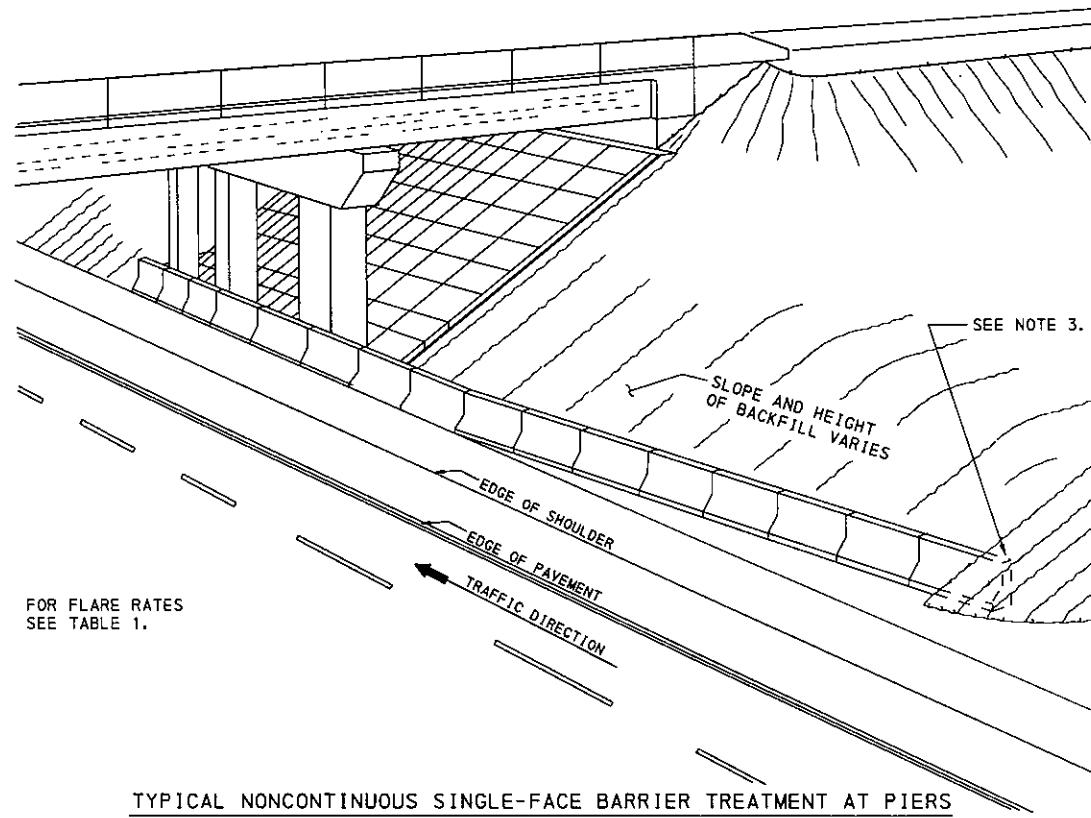 SEE NOTE 3.
SLOPE AND HEIGHT
OF BACKFILL VARIES
EDGE OF SHOULDER
EDGE OF PAVEMENT
TRAFFIC DIRECTION
FOR FLARE RATES
SEE TABLE 1.
TYPICAL NONCONTINUOUS SINGLE-FACE BARRIER TREATMENT AT PIERS